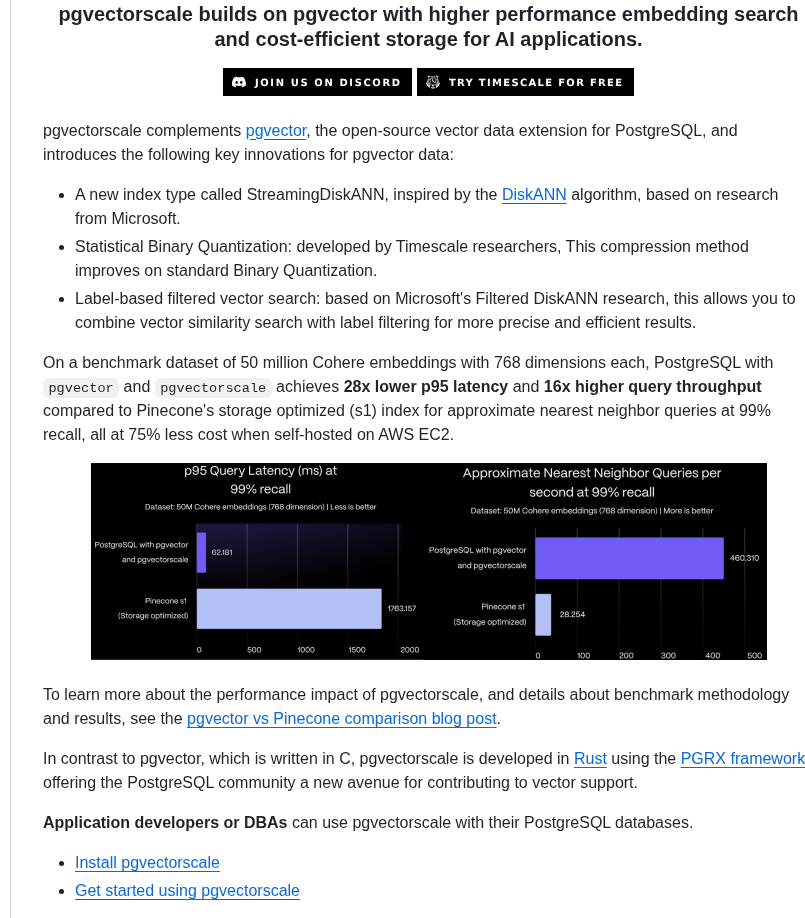 pgvectorscale builds on pgvector with higher performance embedding search
and cost-efficient storage for AI applications.
JOIN US ON DISCORD
TRY TIMESCALE FOR FREE
pgvectorscale complements pgvector, the open-source vector data extension for PostgreSQL, and
introduces the following key innovations for pgvector data:
• A new index type called StreamingDiskANN, inspired by the DiskANN algorithm, based on research
from Microsoft.
• Statistical Binary Quantization: developed by Timescale researchers, This compression method
improves on standard Binary Quantization.
• Label-based filtered vector search: based on Microsoft's Filtered DiskANN research, this allows you to
combine vector similarity search with label filtering for more precise and efficient results.
On a benchmark dataset of 50 million Cohere embeddings with 768 dimensions each, PostgreSQL with
pgvector and pgvectorscale achieves 28x lower p95 latency and 16x higher query throughput
compared to Pinecone's storage optimized (s1) index for approximate nearest neighbor queries at 99%
recall, all at 75% less cost when self-hosted on AWS EC2.
p95 Query Latency (ms) at
99% recall
Dataset: 50M Cohere embeddings (768 dimension) | Less is better
PostgreSQL with pgvector
and pgvectorscale
62.181
Pinecone s1
(Storage optimized)
1763.157
0 500 1000 1500 2000
Approximate Nearest Neighbor Queries per
second at 99% recall
Dataset: 50M Cohere embeddings (768 dimension) | More is better
PostgreSQL with pgvector
and pgvectorscale
460.310
Pinecone s1
(Storage optimized)
28.254
0 100 200 300 400 500
To learn more about the performance impact of pgvectorscale, and details about benchmark methodology
and results, see the pgvector vs Pinecone comparison blog post.
In contrast to pgvector, which is written in C, pgvectorscale is developed in Rust using the PGRX framework
offering the PostgreSQL community a new avenue for contributing to vector support.
Application developers or DBAs can use pgvectorscale with their PostgreSQL databases.
• Install pgvectorscale
• Get started using pgvectorscale